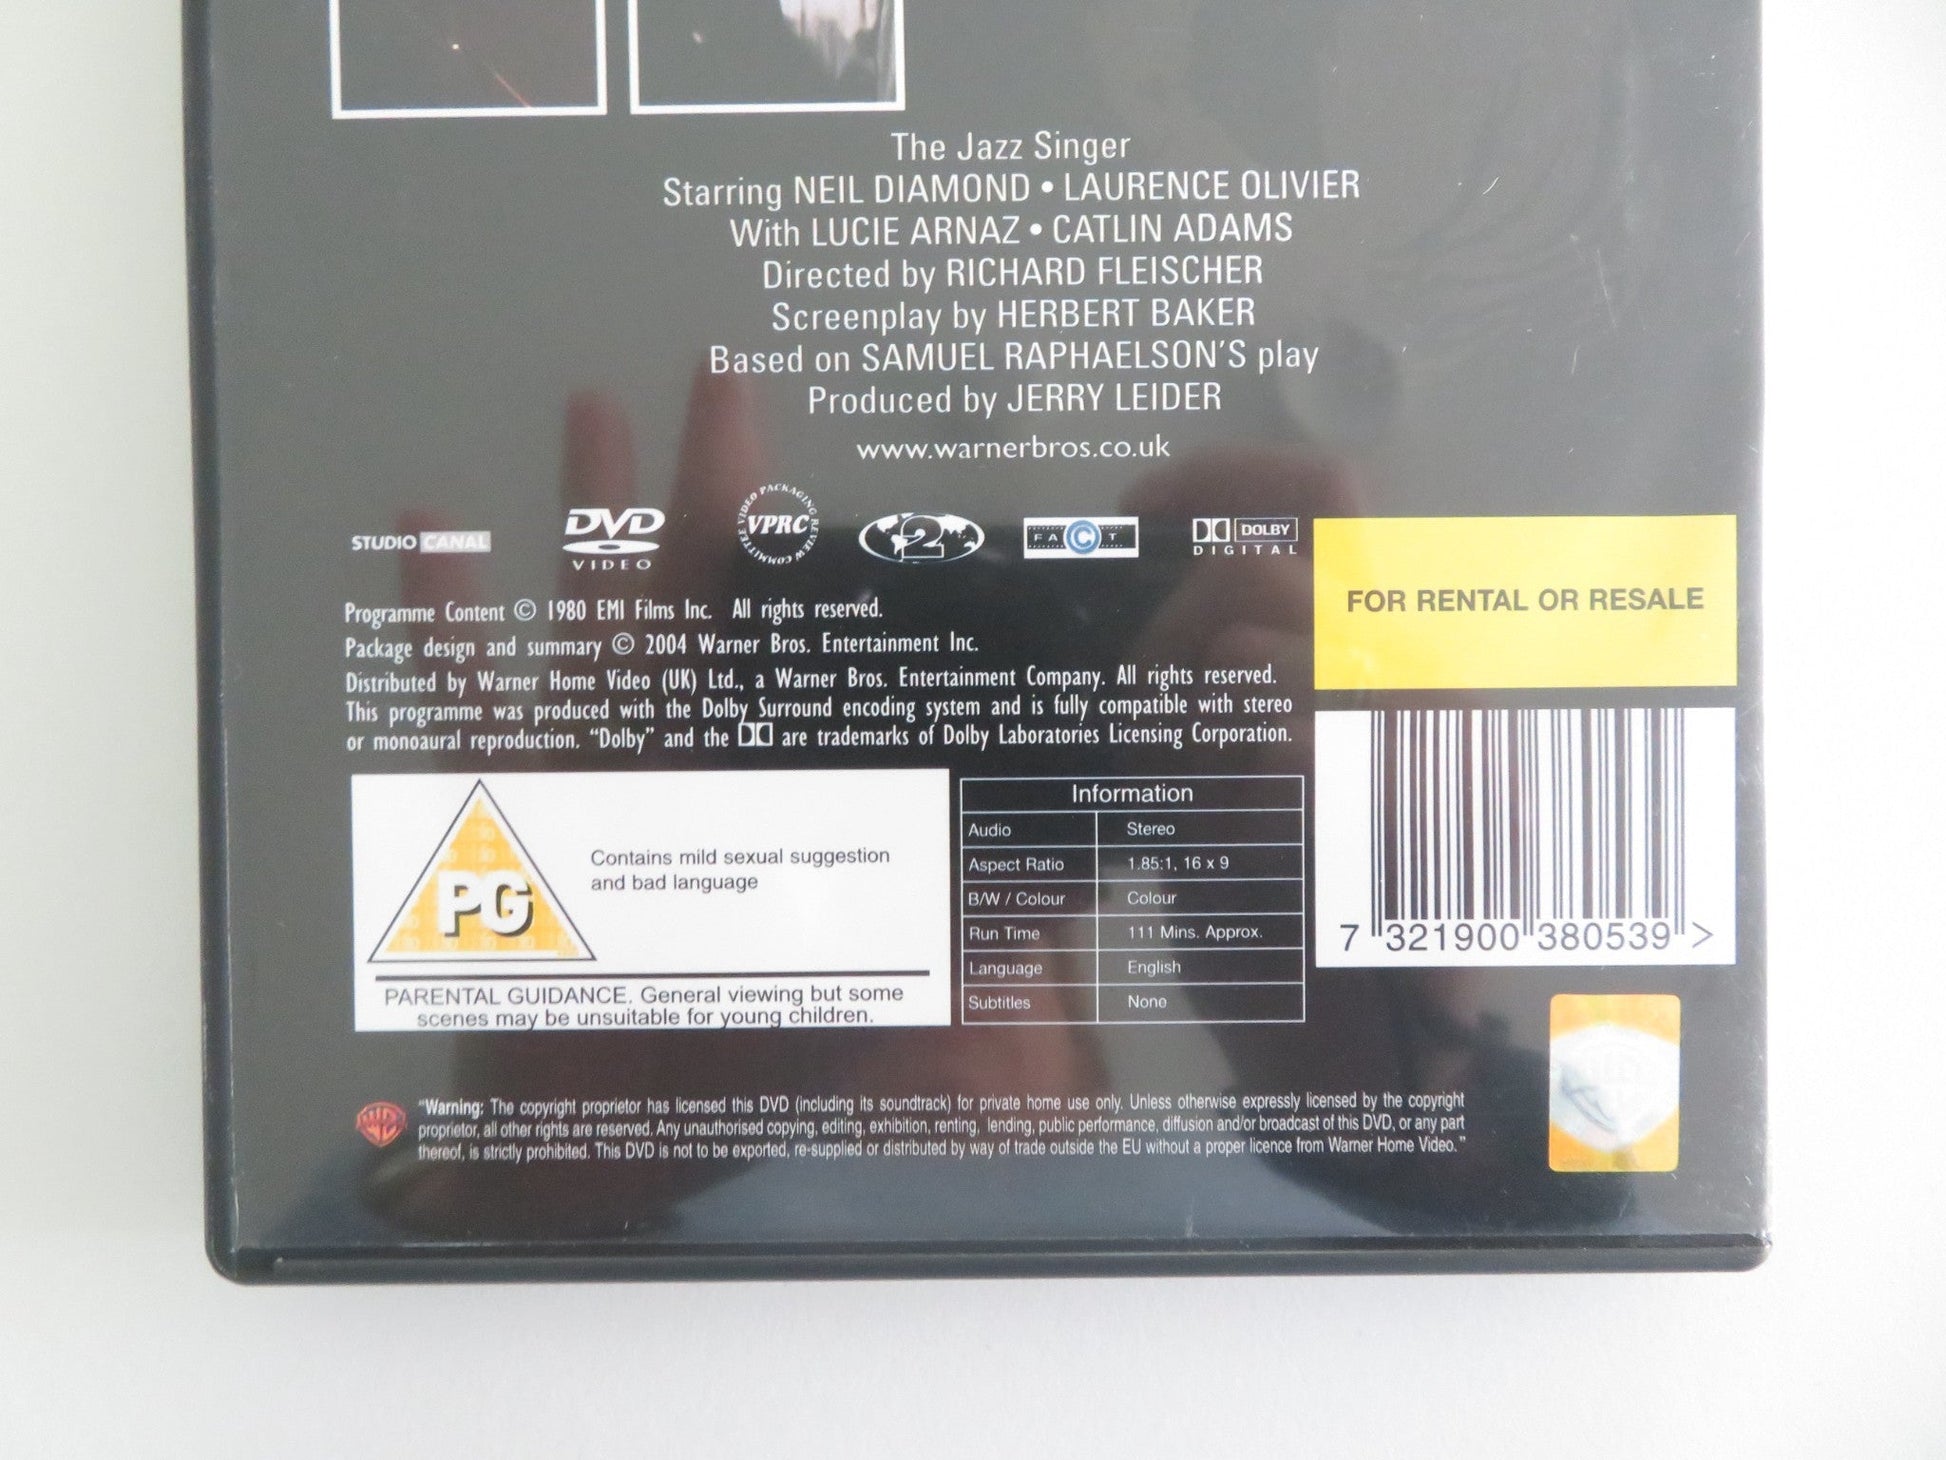 The Jazz Singer
Starring NEIL DIAMOND • LAURENCE OLIVIER
With LUCIE ARNAZ • CATLIN ADAMS
Directed by RICHARD FLEISCHER
Screenplay by HERBERT BAKER
Based on SAMUEL RAPHAELSON'S play
Produced by JERRY LEIDER
www.warnerbros.co.uk
STUDIO CANAL
DVD
VIDEO
VIDEO PACKAGING REVIEW COMMITTEE
VPRC
2
FACT
DOLBY
DIGITAL
FOR RENTAL OR RESALE
Programme Content © 1980 EMI Films Inc. All rights reserved.
Package design and summary © 2004 Warner Bros. Entertainment Inc.
Distributed by Warner Home Video (UK) Ltd., a Warner Bros. Entertainment Company. All rights reserved.
This programme was produced with the Dolby Surround encoding system and is fully compatible with stereo
or monoaural reproduction. "Dolby" and the are trademarks of Dolby Laboratories Licensing Corporation.
PG
Contains mild sexual suggestion
and bad language
PARENTAL GUIDANCE. General viewing but some
scenes may be unsuitable for young children.
Information
Audio Stereo
Aspect Ratio 1.85:1, 16 x 9
B/W / Colour Colour
Run Time 111 Mins. Approx.
Language English
Subtitles None
7 321900 380539 >
WB
"Warning: The copyright proprietor has licensed this DVD (including its soundtrack) for private home use only. Unless otherwise expressly licensed by the copyright
proprietor, all other rights are reserved. Any unauthorised copying, editing, exhibition, renting, lending, public performance, diffusion and/or broadcast of this DVD, or any part
thereof, is strictly prohibited. This DVD is not to be exported, re-supplied or distributed by way of trade outside the EU without a proper licence from Warner Home Video."